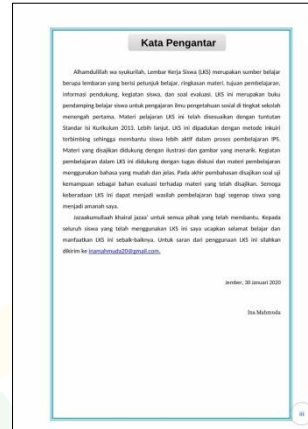 Kata Pengantar
Alhamdulillah wa syukurilah, Lembar Kerja Siswa (LKS) merupakan sumber belajar
berupa lembaran yang berisi petunjuk belajar, ringkasan materi, tujuan pembelajaran,
informasi pendukung, kegiatan siswa, dan soal evaluasi. LKS ini merupakan buku
pendamping belajar siswa untuk pengajaran ilmu pengetahuan sosial di tingkat sekolah
menengah pertama. Materi pelajaran LKS ini telah disesuaikan dengan tuntutan
Standar Isi Kurikulum 2013. Lebih lanjut, LKS ini dipadukan dengan metode inkuiri
terbimbing sehingga membantu siswa lebih aktif dalam proses pembelajaran IPS.
Materi yang disajikan didukung dengan ilustrasi dan gambar yang menarik. Kegiatan
pembelajaran dalam LKS ini didukung dengan tugas diskusi dan materi pembelajaran
menggunakan bahasa yang mudah dan jelas. Pada akhir pembahasan disajikan soal uji
kemampuan sebagai bahan evaluasi terhadap materi yang telah disajikan. Semoga
keberadaan LKS ini dapat menjadi wasilah pembelajaran bagi segenap siswa yang
menjadi amanah saya.
Jazaakumullaah khairal jazaa' untuk semua pihak yang telah membantu. Kepada
seluruh siswa yang telah menggunakan LKS ini saya ucapkan selamat belajar dan
manfaatkan LKS ini sebaik-baiknya. Untuk saran dari penggunaan LKS ini silahkan
dikirim ke inamahmuda20@gmail.com.
Jember, 30 Januari 2020
Ina Mahmuda
iii